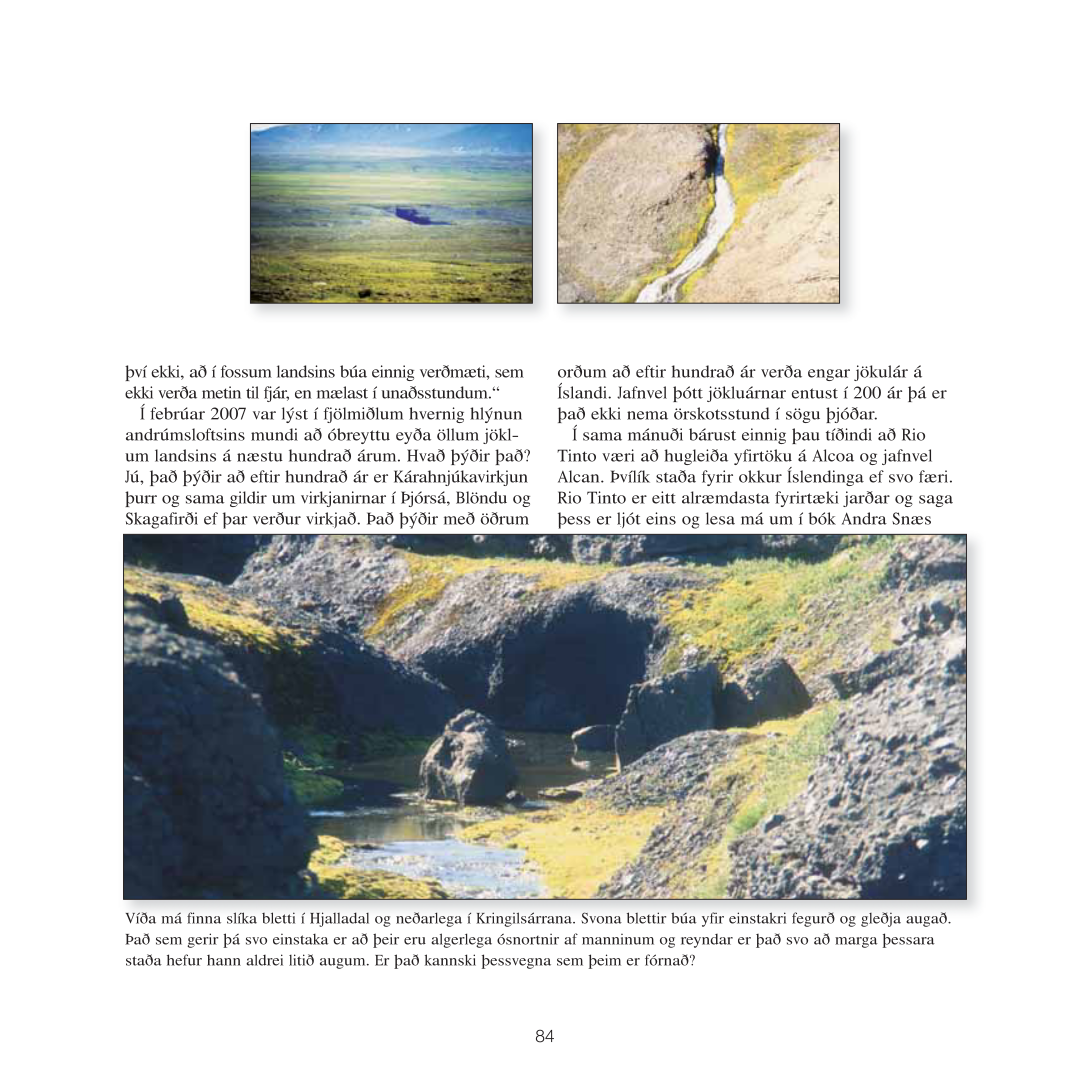 því ekki, að í fossum landsins búa einnig verðmæti, sem
ekki verða metin til fjár, en mælast í unaðsstundum.“
Í febrúar 2007 var lýst í fjölmiðlum hvernig hlýnun
andrúmsloftsins mundi að óbreyttu eyða öllum jökl-
um landsins á næstu hundrað árum. Hvað þýðir það?
Jú, það þýðir að eftir hundrað ár er Kárahnjúkavirkjun
þurr og sama gildir um virkjanirnar í Þjórsá, Blöndu og
Skagafirði ef þar verður virkjað. Það þýðir með öðrum
orðum að eftir hundrað ár verða engar jökulár á
Íslandi. Jafnvel þótt jökluárnar entust í 200 ár þá er
það ekki nema örskotsstund í sögu þjóðar.
Í sama mánuði bárust einnig þau tíðindi að Rio
Tinto væri að hugleiða yfirtöku á Alcoa og jafnvel
Alcan. Þvílík staða fyrir okkur Íslendinga ef svo færi.
Rio Tinto er eitt alræmdasta fyrirtæki jarðar og saga
þess er ljót eins og lesa má um í bók Andra Snæs
Víða má finna slíka bletti í Hjalladal og neðarlega í Kringilsárrana. Svona blettir búa yfir einstakri fegurð og gleðja augað.
Það sem gerir þá svo einstaka er að þeir eru algerlega ósnortnir af manninum og reyndar er það svo að marga þessara
staða hefur hann aldrei litið augum. Er það kannski þessvegna sem þeim er fórnað?
84